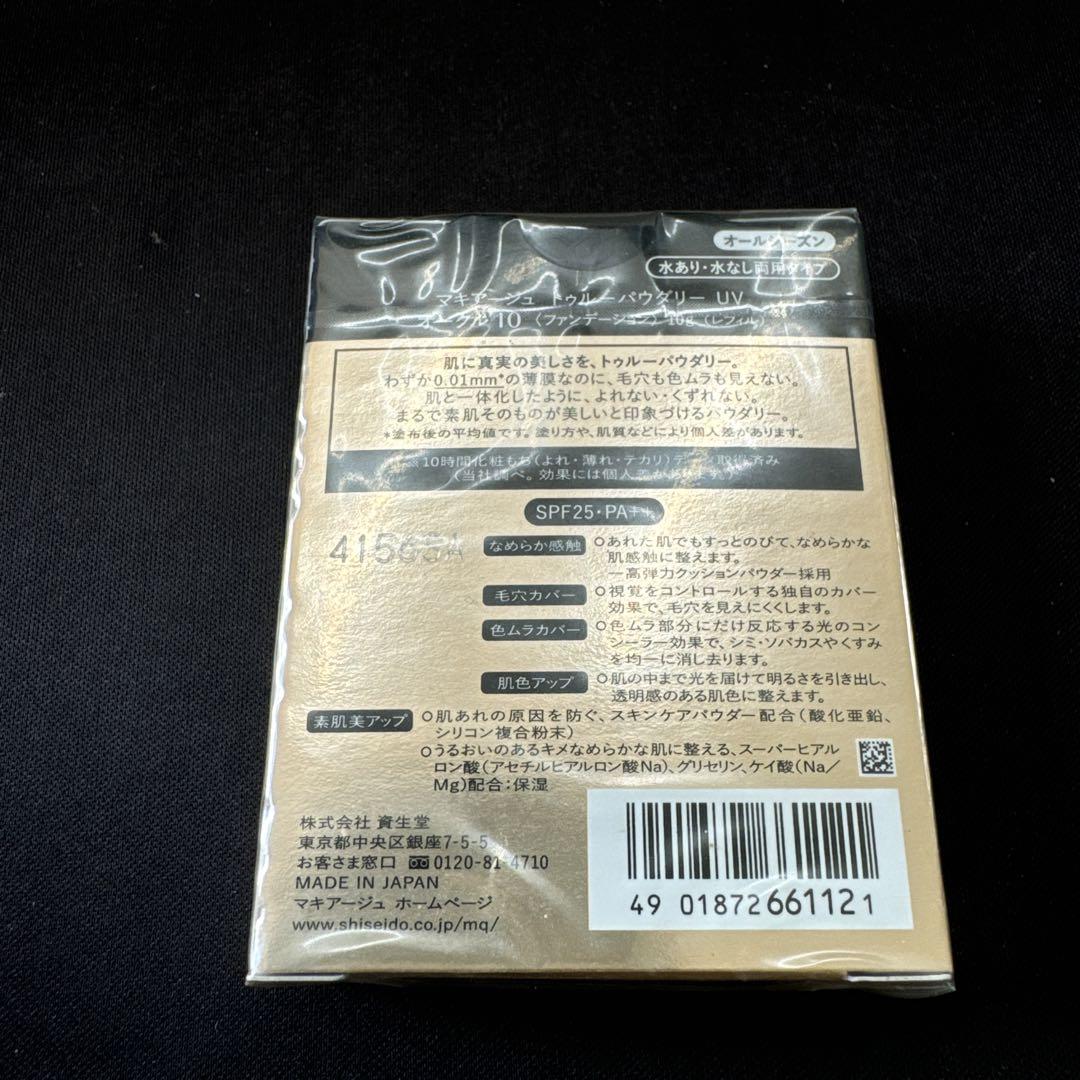 オールシーズン
水あり・水なし両用タイプ
マキアージュ トゥルーパウダリー UV
オークル10 〈ファンデーション〉 10g (レフィル)
肌に真実の美しさを、トゥルーパウダリー。
わずか0.01mm*の薄膜なのに、毛穴も色ムラも見えない。
肌と一体化したように、よれない・くずれない。
まるで素肌そのものが美しいと印象づけるパウダリー。
*塗布後の平均値です。塗り方や、肌質などにより個人差があります。
※10時間化粧もち(よれ・薄れ・テカリ)データ取得済み
(当社調べ。効果には個人差があります。)
SPF25・PA++
41565A
なめらか感触
○あれた肌でもすっとのびて、なめらかな
肌感触に整えます。
―高弾力クッションパウダー採用
毛穴カバー
○視覚をコントロールする独自のカバー
効果で、毛穴を見えにくくします。
色ムラカバー
○色ムラ部分にだけ反応する光のコン
シーラー効果で、シミ・ソバカスやくすみ
を均一に消し去ります。
肌色アップ
○肌の中まで光を届けて明るさを引き出し、
透明感のある肌色に整えます。
素肌美アップ
○肌あれの原因を防ぐ、スキンケアパウダー配合(酸化亜鉛、
シリコン複合粉末)
○うるおいのあるキメなめらかな肌に整える、スーパーヒアル
ロン酸(アセチルヒアルロン酸Na)、グリセリン、ケイ酸(Na/
Mg)配合:保湿
株式会社 資生堂
東京都中央区銀座7-5-5
お客さま窓口 0120-81-4710
MADE IN JAPAN
マキアージュ ホームページ
www.shiseido.co.jp/mq/
49 01872 661121